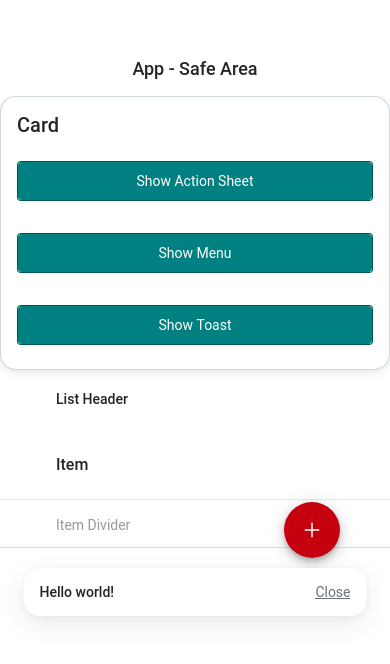 App - Safe Area
Card
Show Action Sheet
Show Menu
Show Toast
List Header
Item
Item Divider
Hello world!
Close